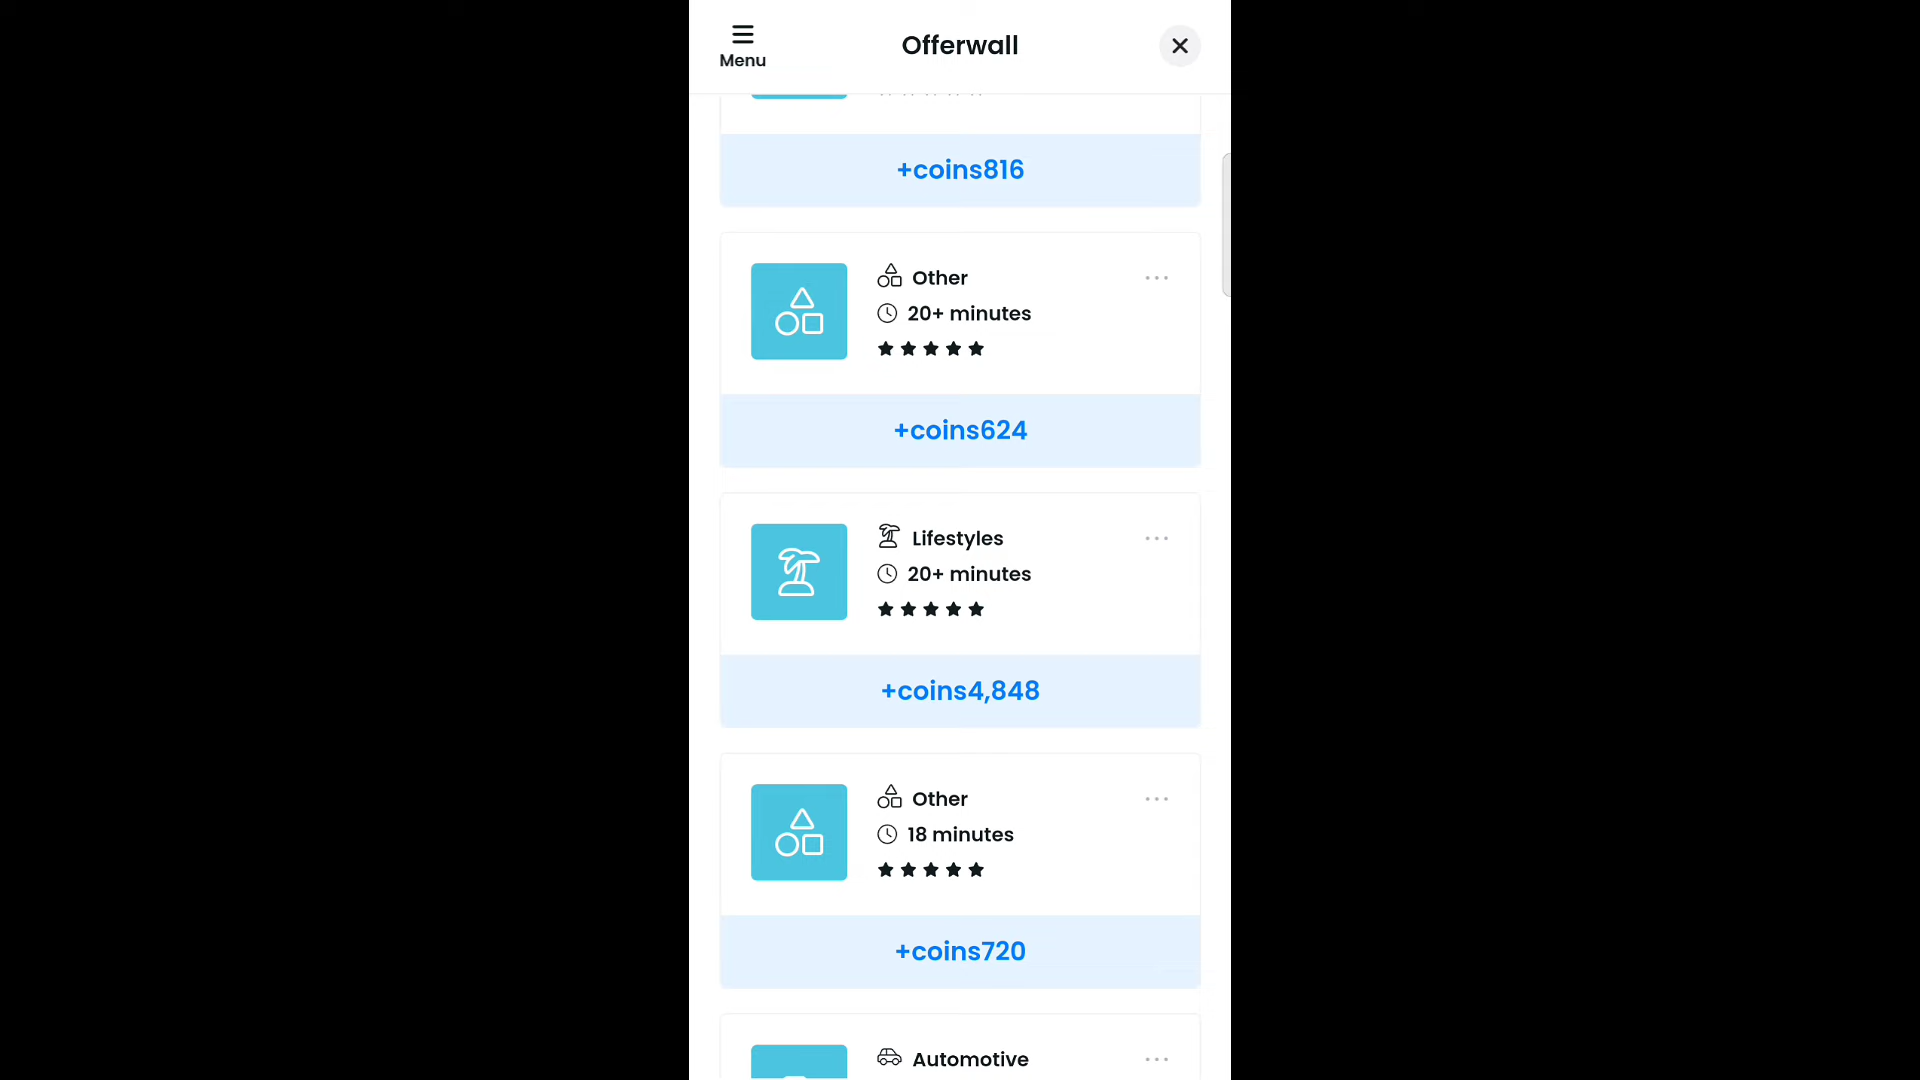 Menu
Offerwall
+coins816
Other
20+ minutes
+coins624
Lifestyles
20+ minutes
+coins4,848
Other
18 minutes
+coins720
Automotive